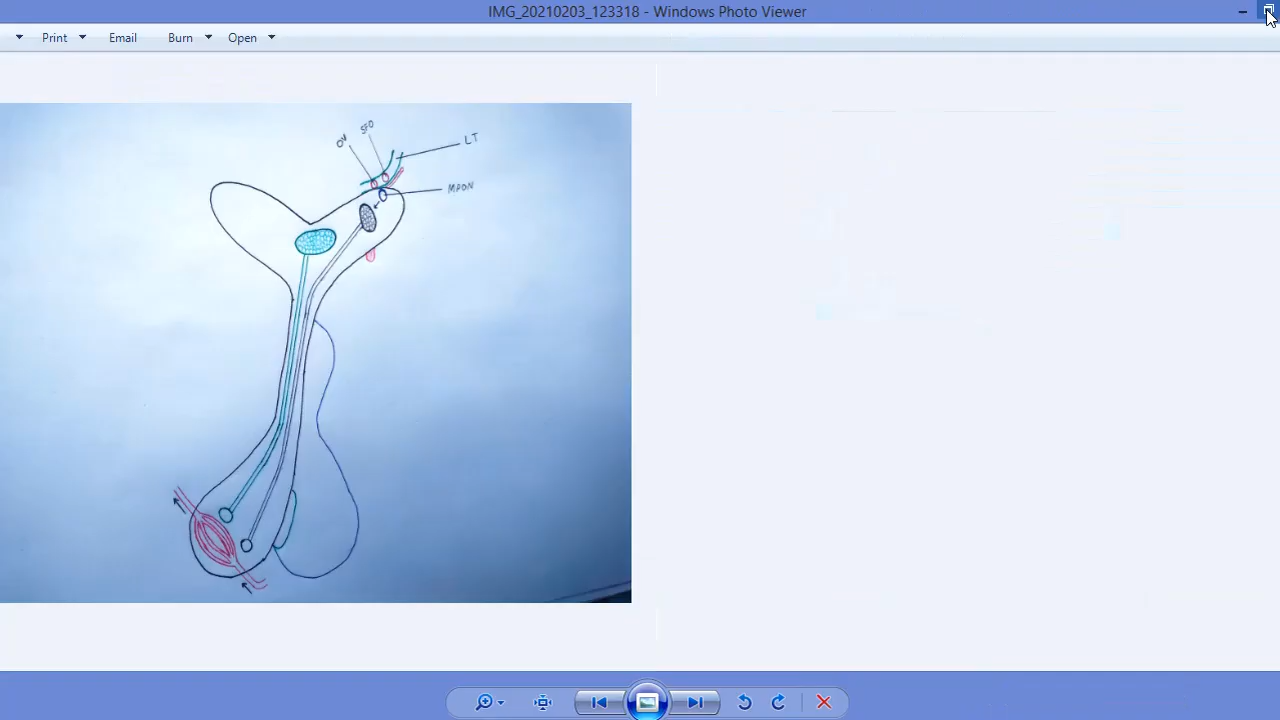 IMG_20210203_123318 - Windows Photo Viewer
Print Email Burn Open
OV SFO
LT
MPON